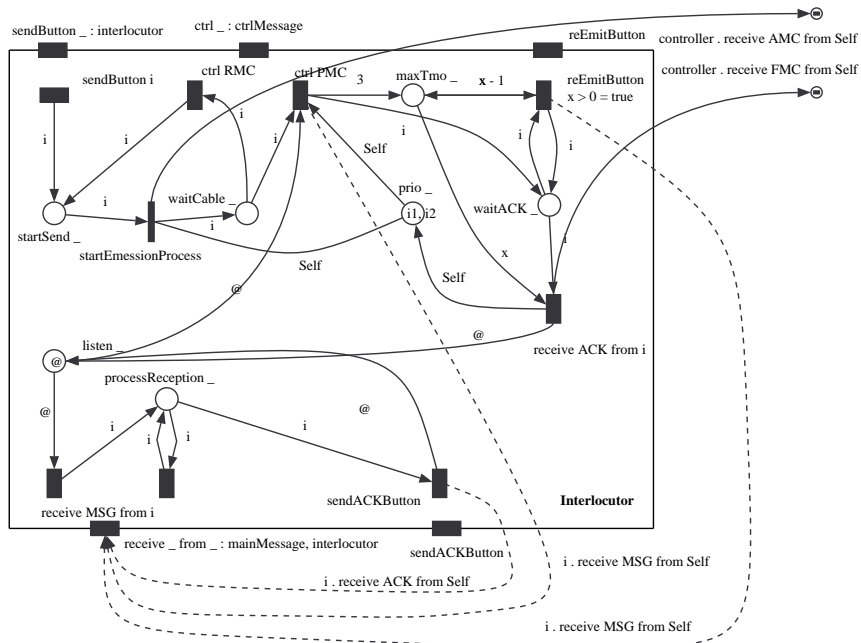 sendButton _ : interlocutor
ctrl _ : ctrlMessage
reEmitButton
controller . receive AMC from Self
controller . receive FMC from Self
sendButton i
ctrl RMC
ctrl PMC
3
maxTmo _
x - 1
reEmitButton
x > 0 = true
i
i
i
i
i
i
i
Self
prio _
i1, i2
waitCable _
i
i
waitACK _
startSend _
startEmessionProcess
i
Self
Self
x
@
@
receive ACK from i
listen _
@
processReception _
@
@
i
i
i
i
sendACKButton
Interlocutor
receive MSG from i
receive _ from _ : mainMessage, interlocutor
sendACKButton
i . receive ACK from Self
i . receive MSG from Self
i . receive MSG from Self